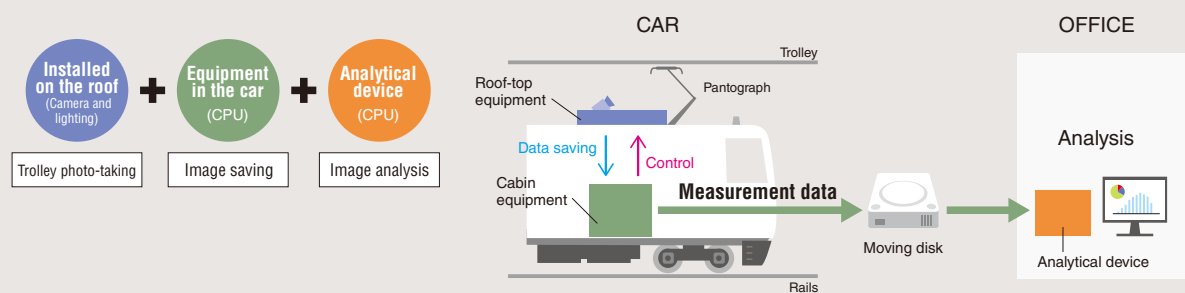 Installed
on the roof
(Camera and
lighting)
Equipment
in the car
(CPU)
Analytical
device
(CPU)
Trolley photo-taking
Image saving
Image analysis
CAR
Trolley
Roof-top
equipment
Pantograph
Data saving
Control
Cabin
equipment
Measurement data
Moving disk
Rails
OFFICE
Analysis
Analytical device